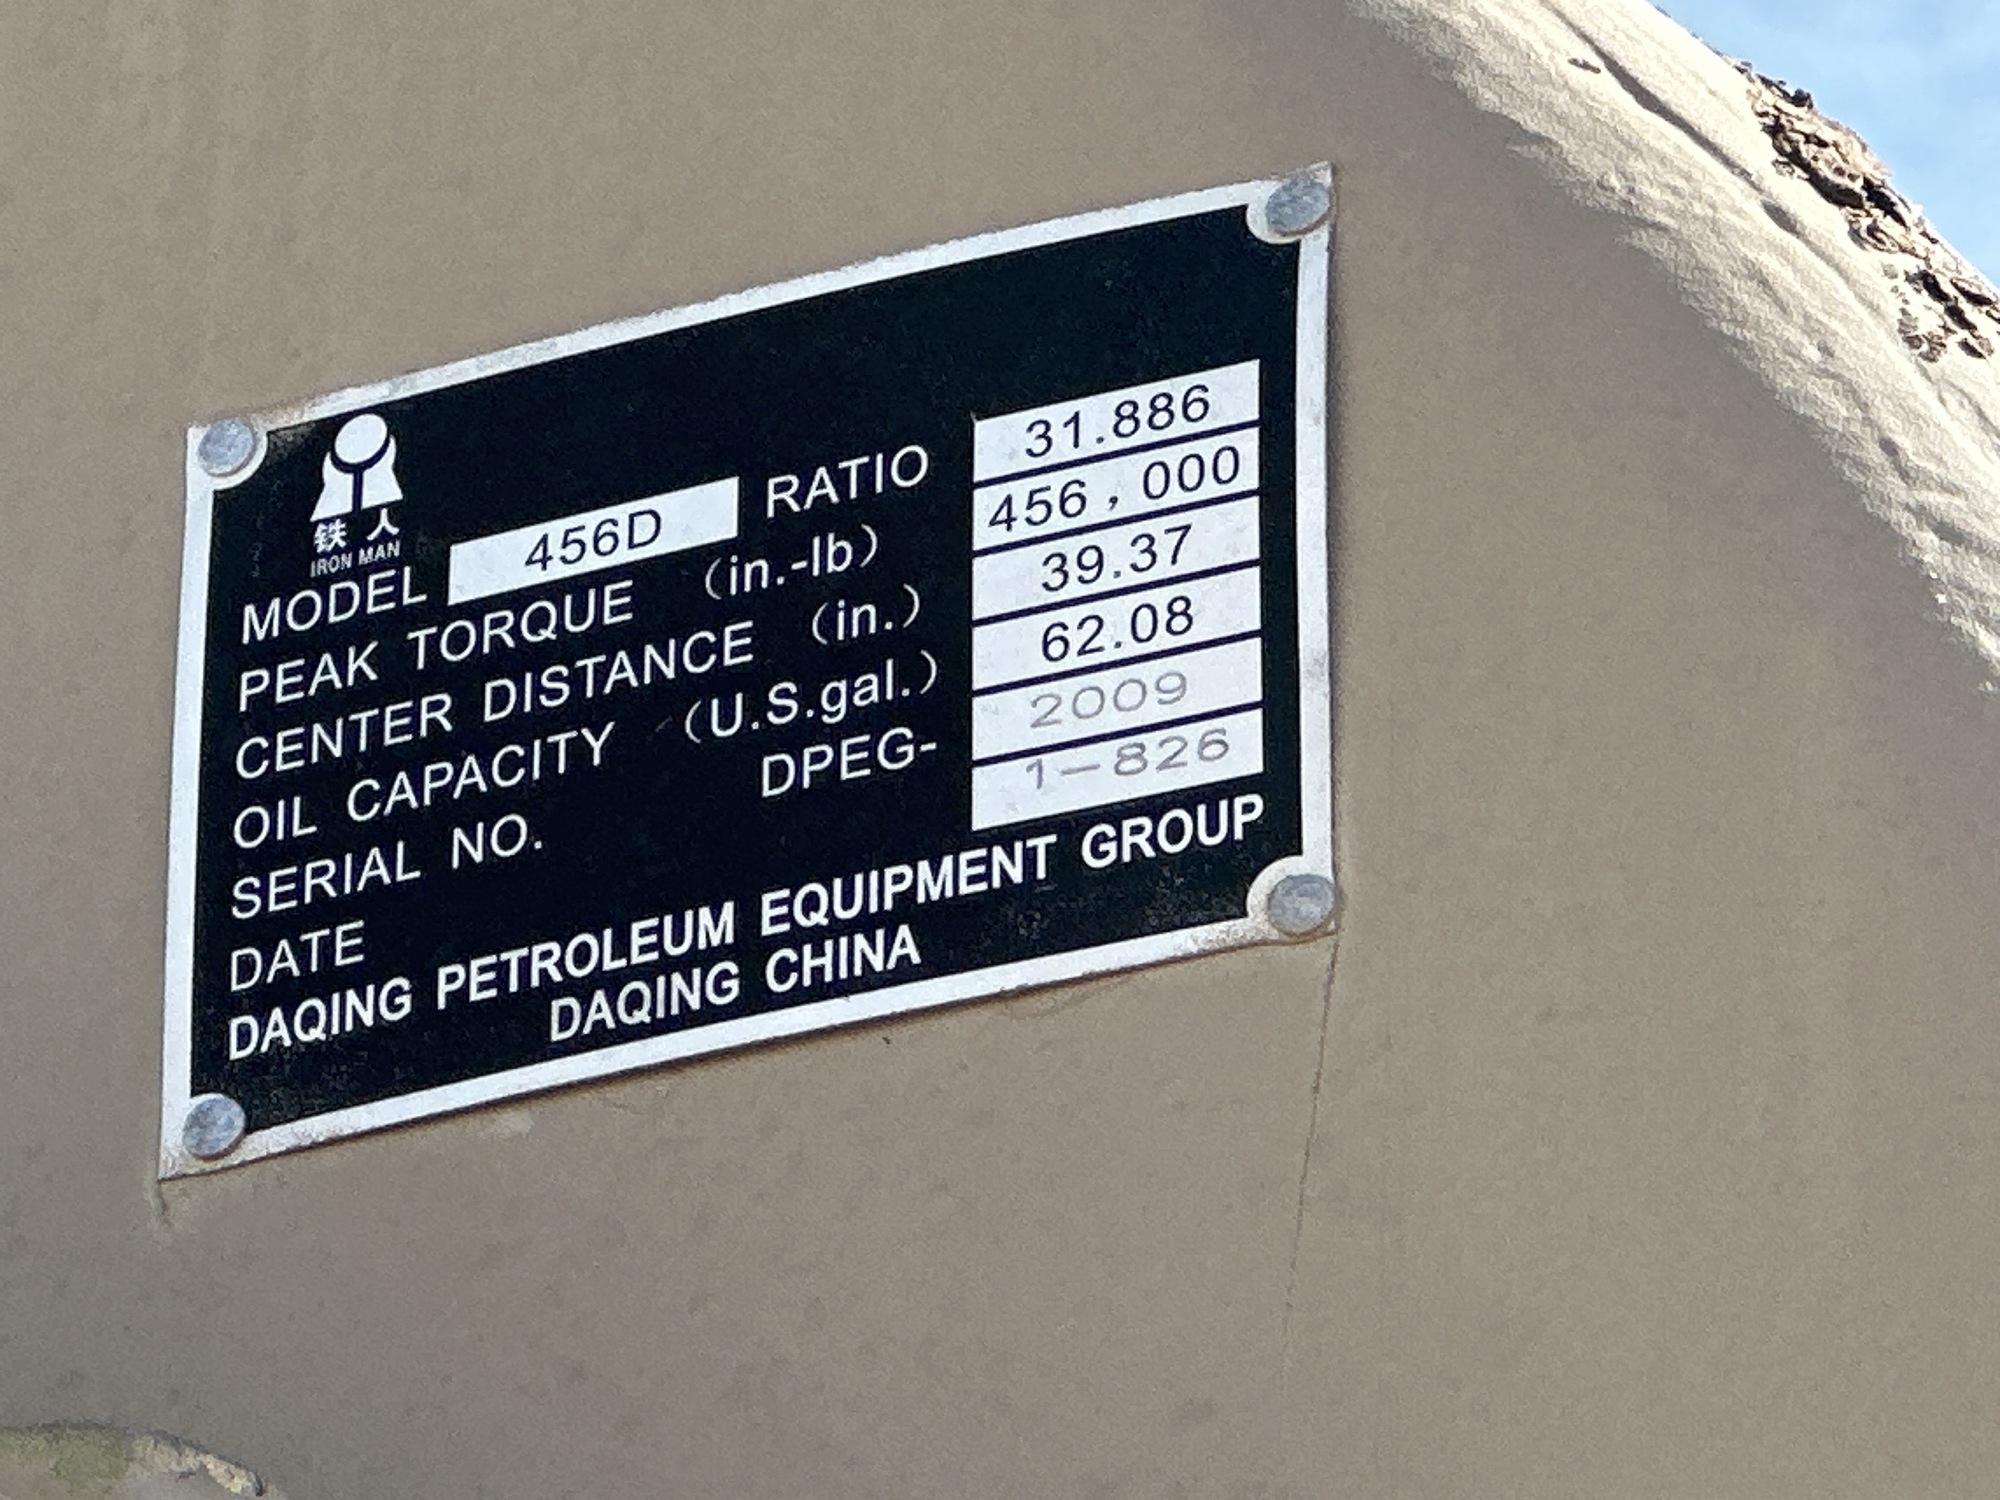 铁人
IRON MAN
MODEL 456D RATIO 31.886
PEAK TORQUE (in.-lb) 456,000
CENTER DISTANCE (in.) 39.37
OIL CAPACITY (U.S.gal.) 62.08
SERIAL NO. DPEG- 2009
DATE 1-826
DAQING PETROLEUM EQUIPMENT GROUP
DAQING CHINA